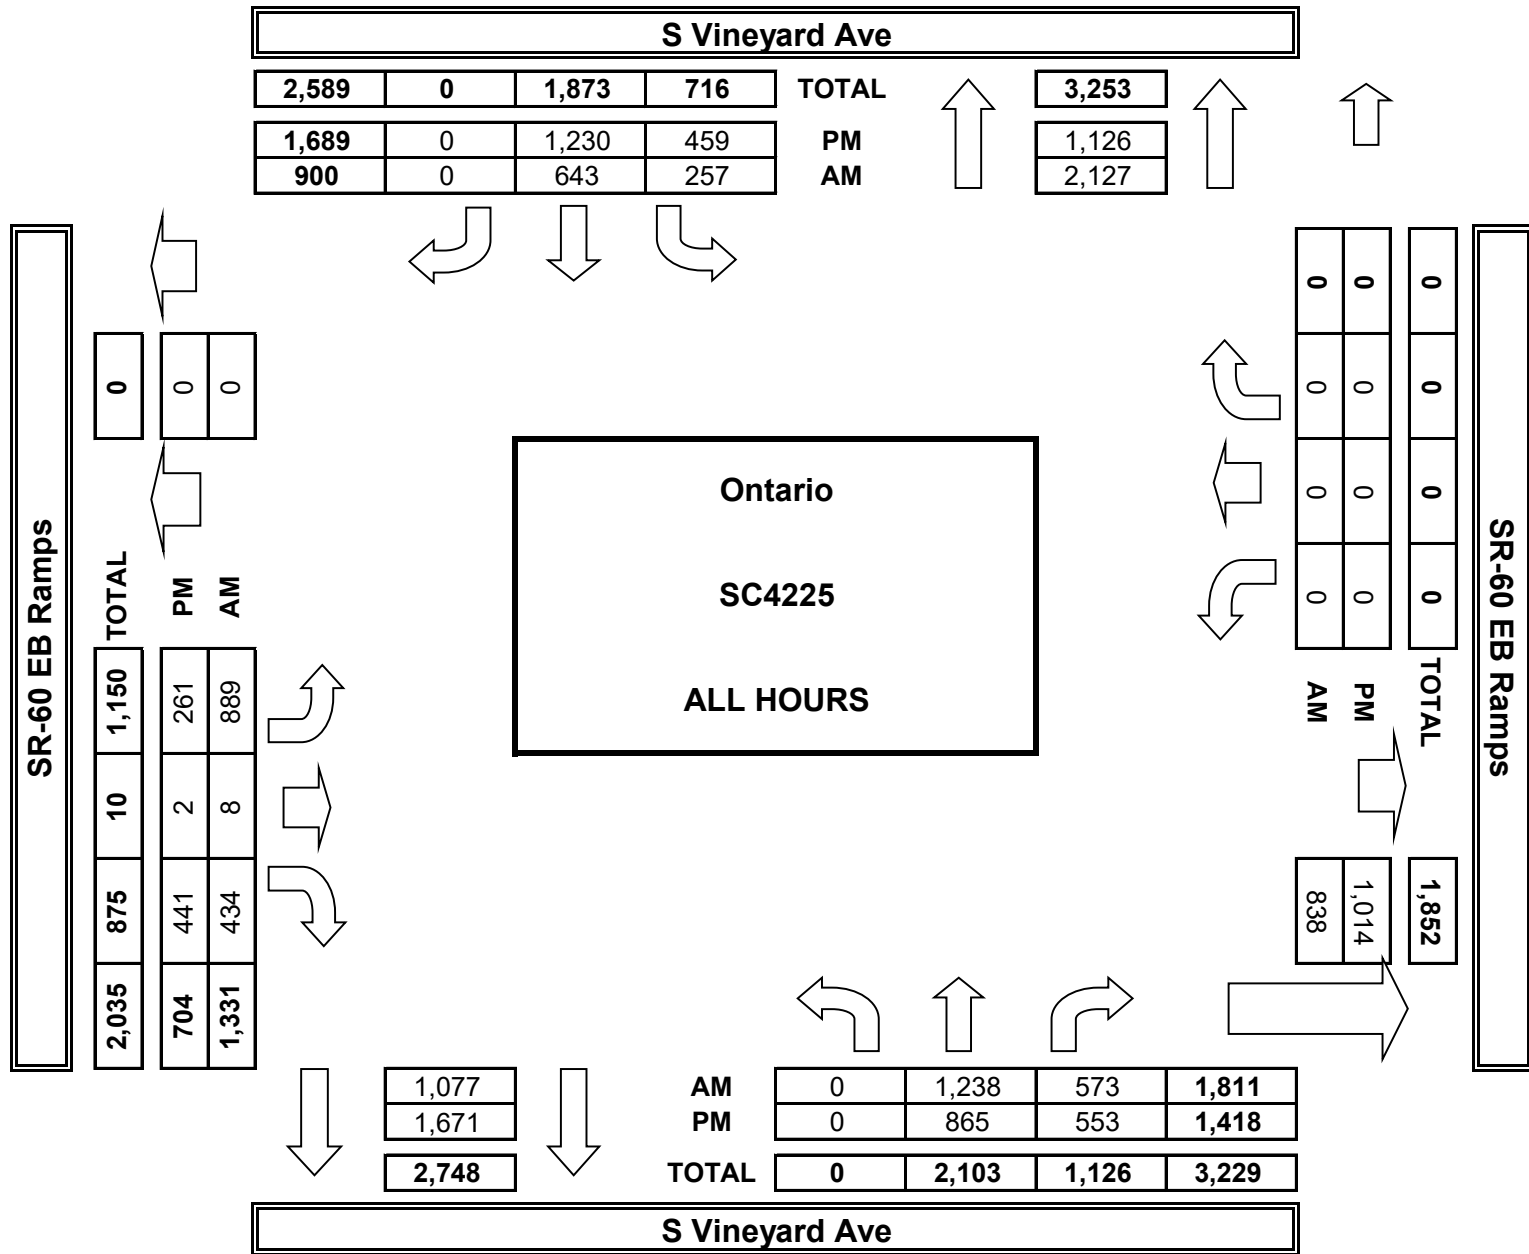 S Vineyard Ave
2,589 0 1,873 716 TOTAL 3,253
1,689 0 1,230 459 PM 1,126
900 0 643 257 AM 2,127
SR-60 EB Ramps
0 0 0
TOTAL PM AM
1,150 261 889
10 2 8
875 441 434
2,035 704 1,331
Ontario
SC4225
ALL HOURS
0 0 0
0 0 0
0 0 0
0 0 0
AM PM TOTAL
838 1,014 1,852
SR-60 EB Ramps
1,077 AM 0 1,238 573 1,811
1,671 PM 0 865 553 1,418
2,748 TOTAL 0 2,103 1,126 3,229
S Vineyard Ave